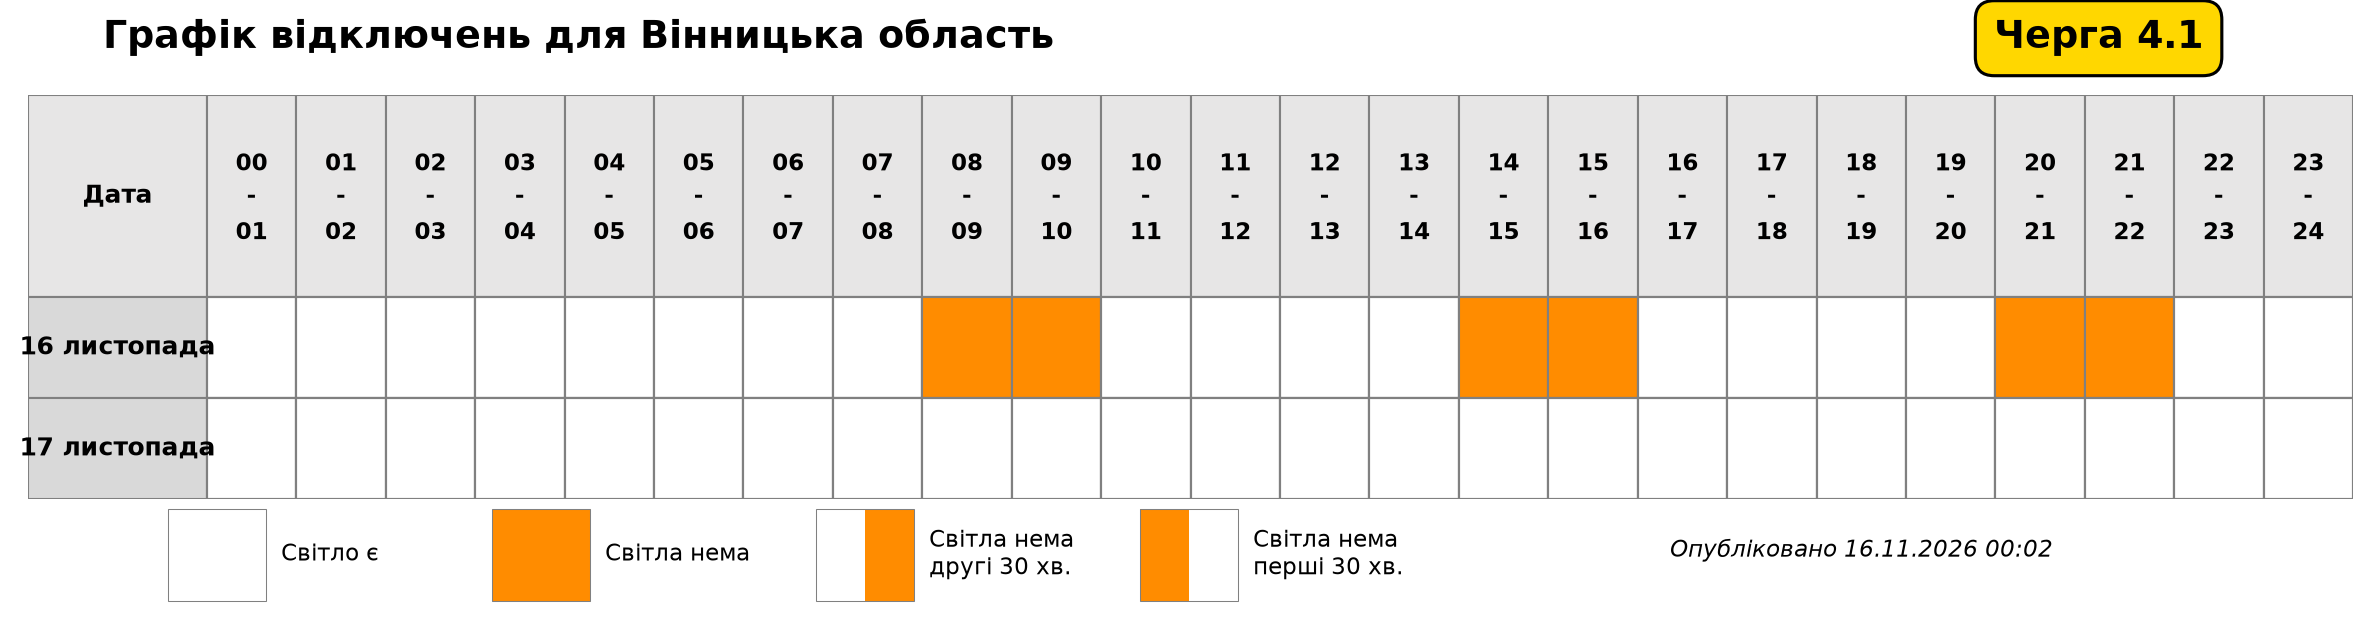 Графік відключень для Вінницька область
Черга 4.1
Дата
00 - 01
01 - 02
02 - 03
03 - 04
04 - 05
05 - 06
06 - 07
07 - 08
08 - 09
09 - 10
10 - 11
11 - 12
12 - 13
13 - 14
14 - 15
15 - 16
16 - 17
17 - 18
18 - 19
19 - 20
20 - 21
21 - 22
22 - 23
23 - 24
16 листопада
17 листопада
Світло є
Світла нема
Світла нема
другі 30 хв.
Світла нема
перші 30 хв.
Опубліковано 16.11.2026 00:02